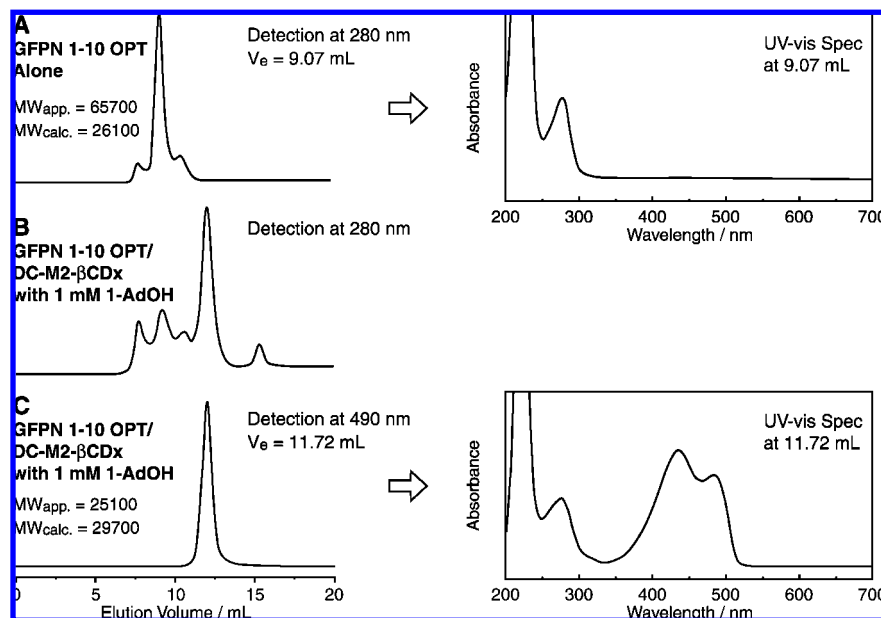 A
GFPN 1-10 OPT
Alone
MWapp. = 65700
MWcalc. = 26100
Detection at 280 nm
Ve = 9.07 mL
UV-vis Spec
at 9.07 mL
Absorbance
200 300 400 500 600 700
Wavelength / nm
B
GFPN 1-10 OPT/
DC-M2-βCDx
with 1 mM 1-AdOH
Detection at 280 nm
C
GFPN 1-10 OPT/
DC-M2-βCDx
with 1 mM 1-AdOH
MWapp. = 25100
MWcalc. = 29700
Detection at 490 nm
Ve = 11.72 mL
0 5 10 15 20
Elution Volume / mL
UV-vis Spec
at 11.72 mL
Absorbance
200 300 400 500 600 700
Wavelength / nm